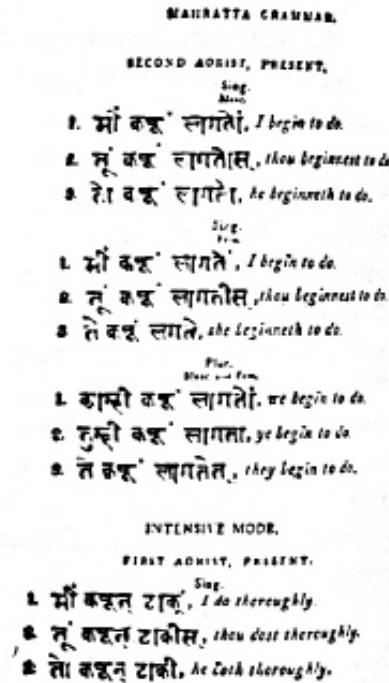 MAHRATTA GRAMMAR.
SECOND AORIST, PRESENT.
Sing.
Masc.
1. मीं करूं लागतों, I begin to do.
2. तूं करूं लागतोस, thou beginnest to do.
3. तो करूं लागतो, he beginneth to do.
Sing.
Fem.
1. मीं करूं लागतें, I begin to do.
2. तूं करूं लागतीस, thou beginnest to do.
3 ते करूं लागते, she beginneth to do.
Plur.
Masc and Fem.
1. आम्ही करूं लागतों, we begin to do.
2. तुम्ही करूं लागता, ye begin to do.
3. ते करूं लागतेत, they begin to do.
INTENSIVE MODE.
FIRST AORIST, PRESENT.
Sing.
1. मीं करून् टाकूं, I do thoroughly.
2. तूं करून् टाकीस, thou dost thoroughly.
3. तो करून् टाकी, he doth thoroughly.